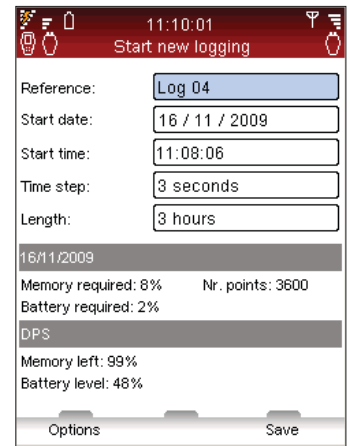 11:10:01
Start new logging
Reference: Log 04
Start date: 16 / 11 / 2009
Start time: 11:08:06
Time step: 3 seconds
Length: 3 hours
16/11/2009
Memory required: 8% Nr. points: 3600
Battery required: 2%
DPS
Memory left: 99%
Battery level: 48%
Options Save